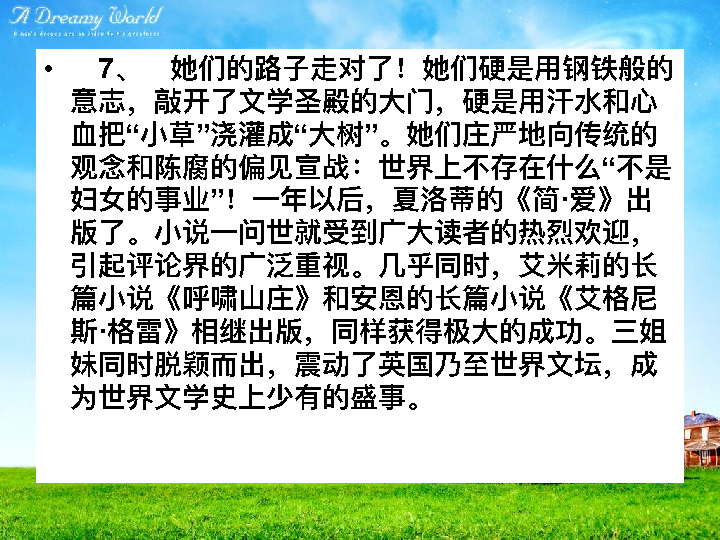 A Dreamy World
A man's dreams are an index to his greatness
• 7、 她们的路子走对了！她们硬是用钢铁般的
意志，敲开了文学圣殿的大门，硬是用汗水和心
血把“小草”浇灌成“大树”。她们庄严地向传统的
观念和陈腐的偏见宣战：世界上不存在什么“不是
妇女的事业”！一年以后，夏洛蒂的《简·爱》出
版了。小说一问世就受到广大读者的热烈欢迎，
引起评论界的广泛重视。几乎同时，艾米莉的长
篇小说《呼啸山庄》和安恩的长篇小说《艾格尼
斯·格雷》相继出版，同样获得极大的成功。三姐
妹同时脱颖而出，震动了英国乃至世界文坛，成
为世界文学史上少有的盛事。